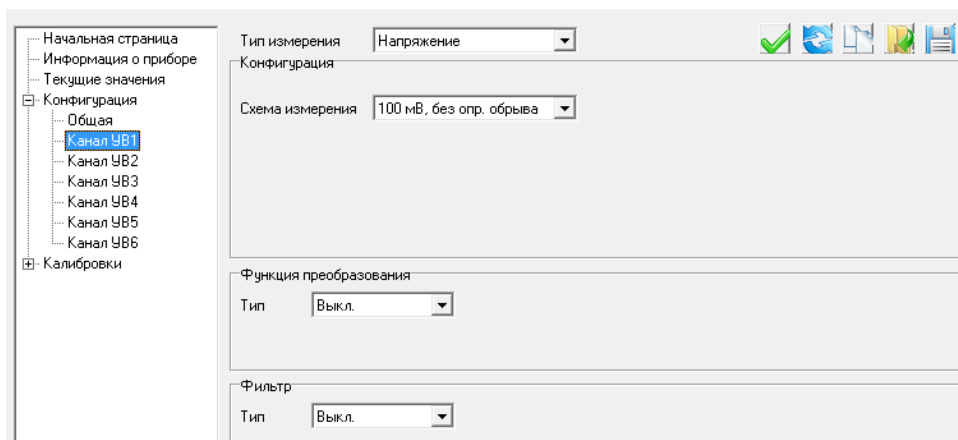 Начальная страница
Информация о приборе
Текущие значения
Конфигурация
Общая
Канал УВ1
Канал УВ2
Канал УВ3
Канал УВ4
Канал УВ5
Канал УВ6
Калибровки
Тип измерения Напряжение
Конфигурация
Схема измерения 100 мВ, без опр. обрыва
Функция преобразования
Тип Выкл.
Фильтр
Тип Выкл.